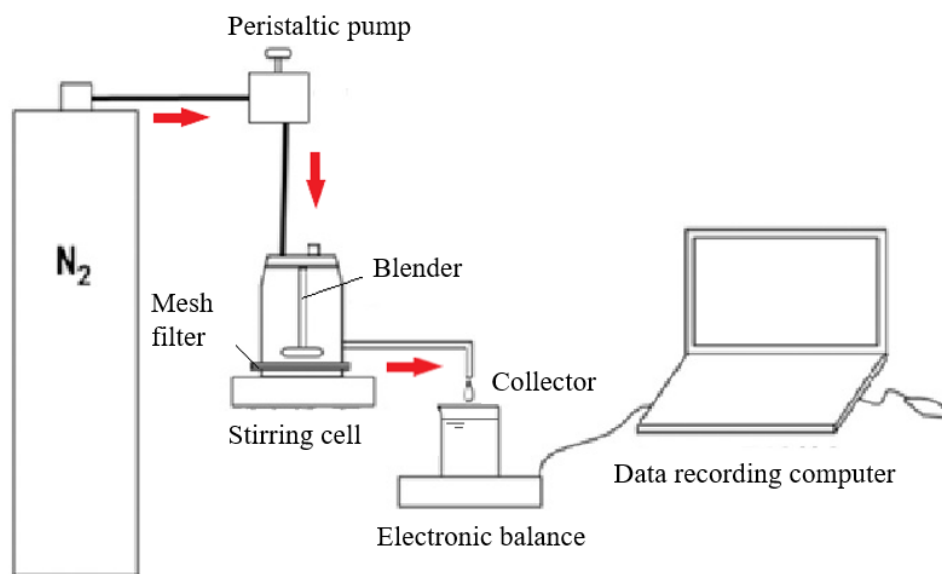 Peristaltic pump
N2
Blender
Mesh
filter
Collector
Stirring cell
Data recording computer
Electronic balance